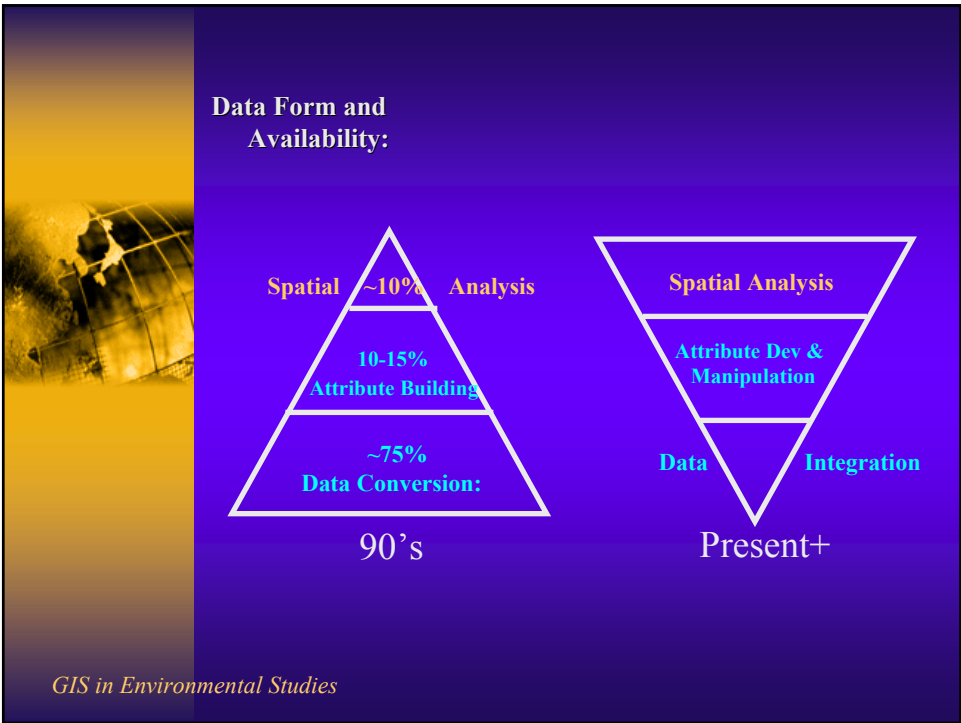 Data Form and
Availability:
Spatial ~10% Analysis
10-15%
Attribute Building
~75%
Data Conversion:
90’s
Spatial Analysis
Attribute Dev &
Manipulation
Data Integration
Present+
GIS in Environmental Studies